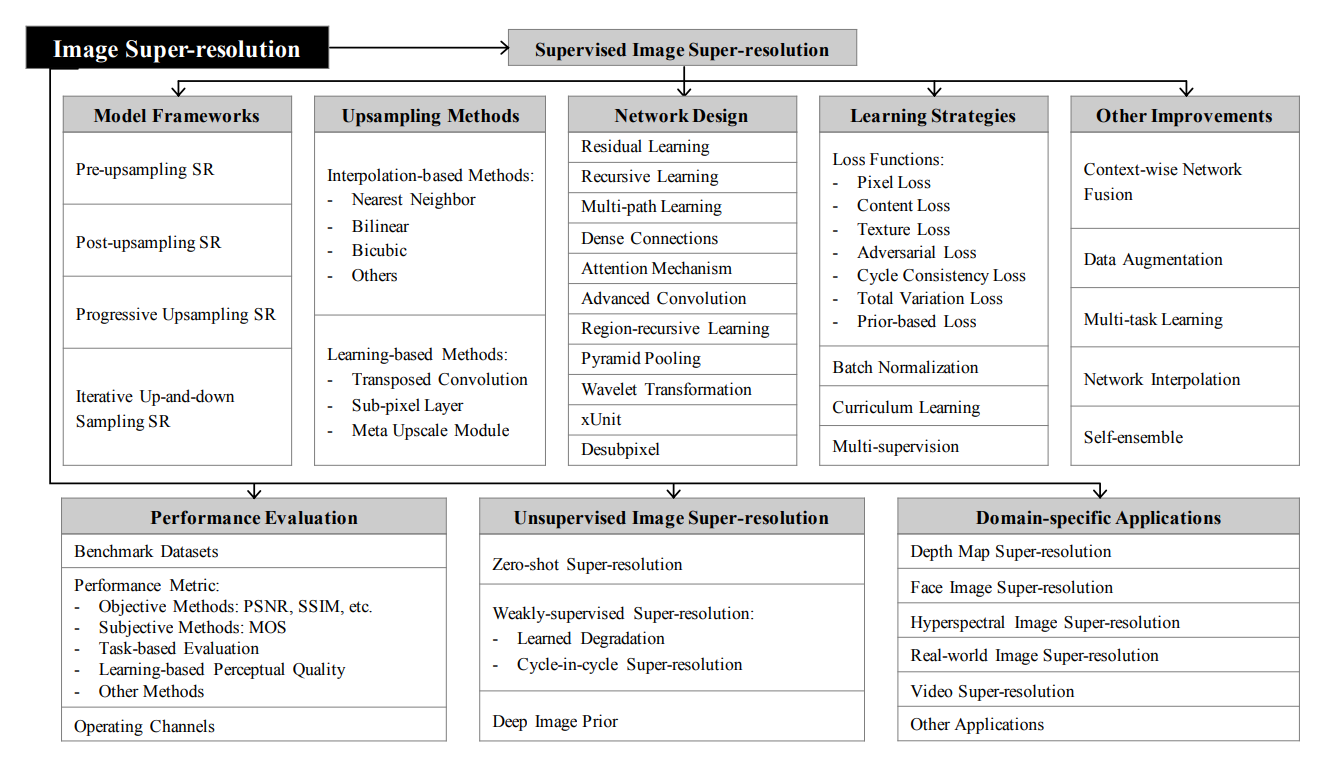 Image Super-resolution
Supervised Image Super-resolution
Model Frameworks
Pre-upsampling SR
Post-upsampling SR
Progressive Upsampling SR
Iterative Up-and-down
Sampling SR
Upsampling Methods
Interpolation-based Methods:
- Nearest Neighbor
- Bilinear
- Bicubic
- Others
Learning-based Methods:
- Transposed Convolution
- Sub-pixel Layer
- Meta Upscale Module
Network Design
Residual Learning
Recursive Learning
Multi-path Learning
Dense Connections
Attention Mechanism
Advanced Convolution
Region-recursive Learning
Pyramid Pooling
Wavelet Transformation
xUnit
Desubpixel
Learning Strategies
Loss Functions:
- Pixel Loss
- Content Loss
- Texture Loss
- Adversarial Loss
- Cycle Consistency Loss
- Total Variation Loss
- Prior-based Loss
Batch Normalization
Curriculum Learning
Multi-supervision
Other Improvements
Context-wise Network
Fusion
Data Augmentation
Multi-task Learning
Network Interpolation
Self-ensemble
Performance Evaluation
Benchmark Datasets
Performance Metric:
- Objective Methods: PSNR, SSIM, etc.
- Subjective Methods: MOS
- Task-based Evaluation
- Learning-based Perceptual Quality
- Other Methods
Operating Channels
Unsupervised Image Super-resolution
Zero-shot Super-resolution
Weakly-supervised Super-resolution:
- Learned Degradation
- Cycle-in-cycle Super-resolution
Deep Image Prior
Domain-specific Applications
Depth Map Super-resolution
Face Image Super-resolution
Hyperspectral Image Super-resolution
Real-world Image Super-resolution
Video Super-resolution
Other Applications